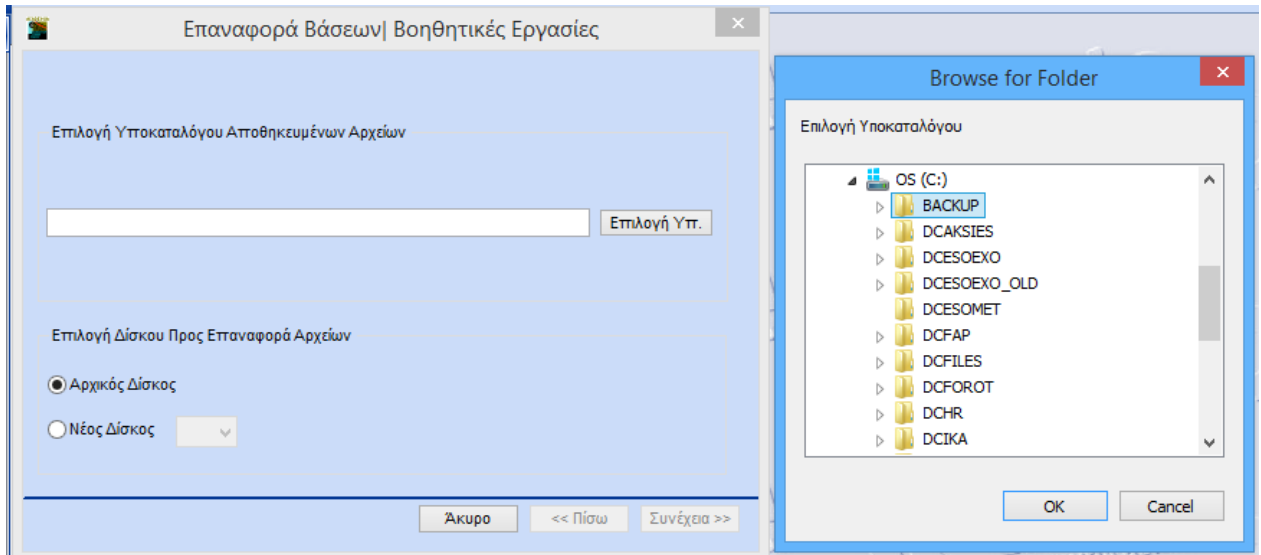 Επαναφορά Βάσεων| Βοηθητικές Εργασίες
Επιλογή Υποκαταλόγου Αποθηκευμένων Αρχείων
Επιλογή Υπ.
Επιλογή Δίσκου Προς Επαναφορά Αρχείων
Αρχικός Δίσκος
Νέος Δίσκος
Άκυρο
<< Πίσω
Συνέχεια >>
Browse for Folder
Επιλογή Υποκαταλόγου
OS (C:)
BACKUP
DCAKSIES
DCESOEXO
DCESOEXO_OLD
DCESOMET
DCFAP
DCFILES
DCFOROT
DCHR
DCIKA
OK
Cancel